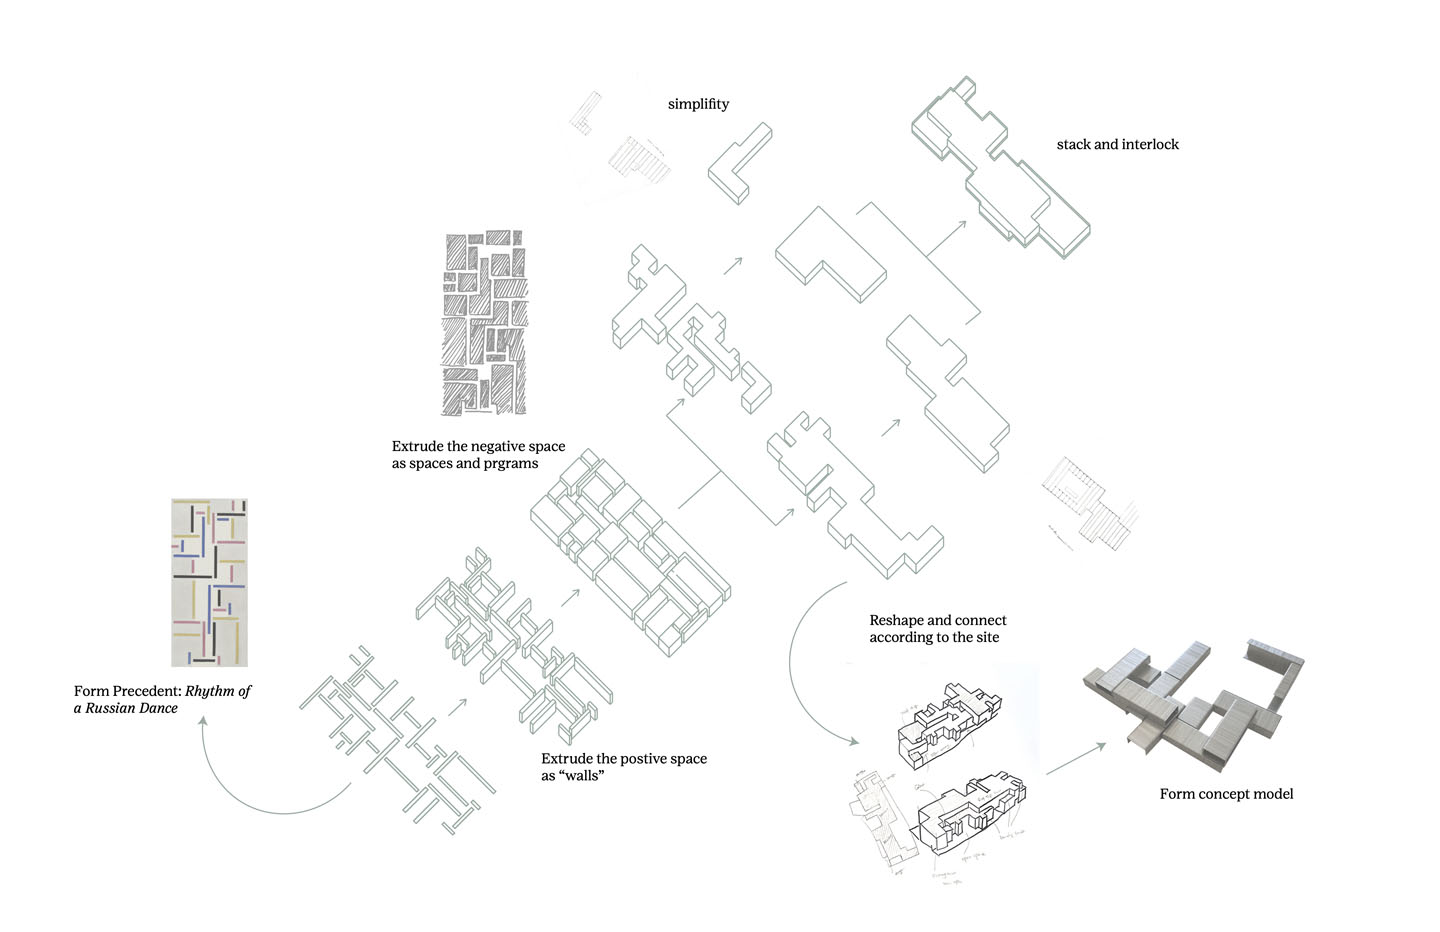 simplifity
stack and interlock
Extrude the negative space
as spaces and prgrams
Form Precedent: Rhythm of
a Russian Dance
Extrude the postive space
as “walls”
Reshape and connect
according to the site
Form concept model